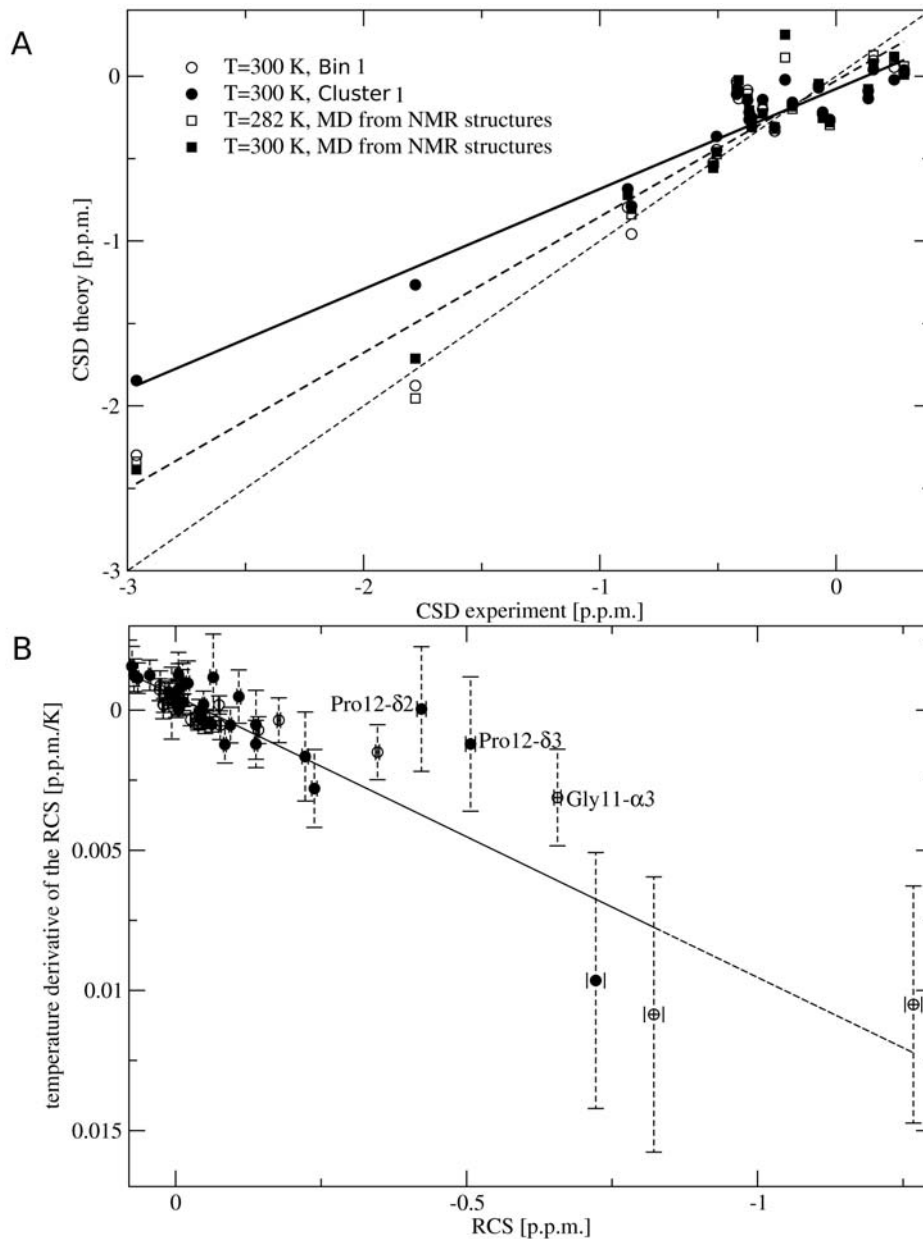 A
T=300 K, Bin 1
T=300 K, Cluster 1
T=282 K, MD from NMR structures
T=300 K, MD from NMR structures
0
-1
-2
-3
CSD theory [p.p.m.]
-3 -2 -1 0
CSD experiment [p.p.m.]
B
Pro12-δ2
Pro12-δ3
Gly11-α3
0
0.005
0.01
0.015
temperature derivative of the RCS [p.p.m./K]
0 -0.5 -1
RCS [p.p.m.]